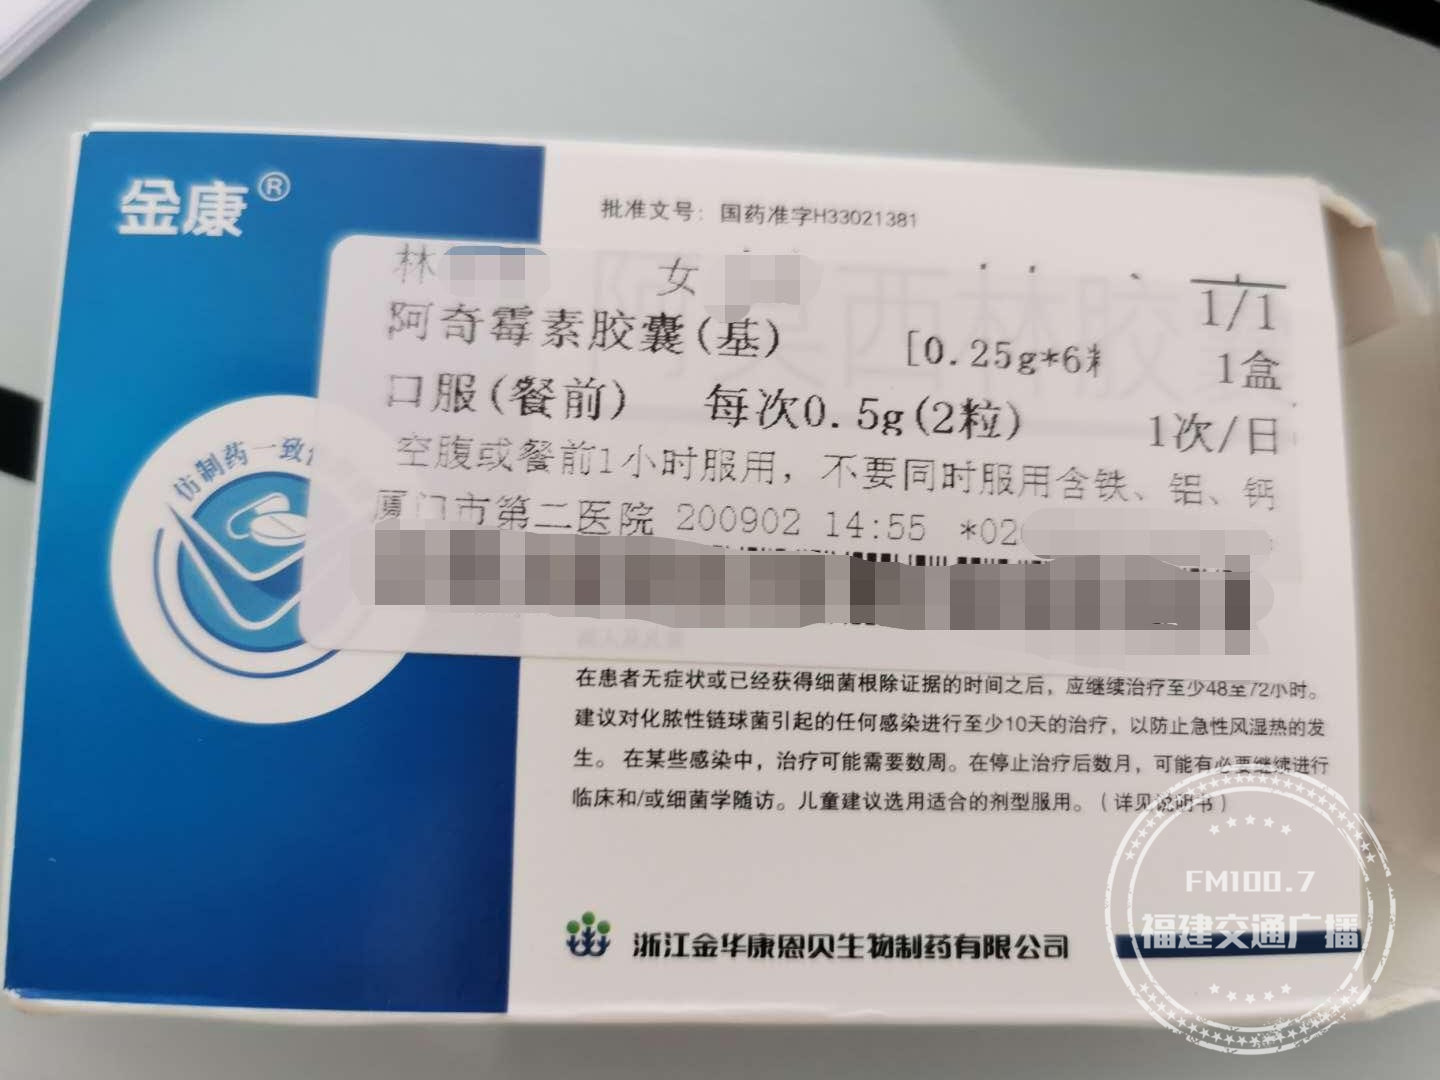 金康®
批准文号：国药准字H33021381
林 女
1/1
阿莫西林胶
阿奇霉素胶囊(基) [0.25g*6 1盒
口服(餐前) 每次0.5g(2粒) 1次/日
空腹或餐前1小时服用，不要同时服用含铁、铝、钙
厦门市第二医院 200902 14:55 *02
仿制药一致
在患者无症状或已经获得细菌根除证据的时间之后，应继续治疗至少48至72小时。
建议对化脓性链球菌引起的任何感染进行至少10天的治疗，以防止急性风湿热的发
生。在某些感染中，治疗可能需要数周。在停止治疗后数月，可能有必要继续进行
临床和/或细菌学随访。儿童建议选用适合的剂型服用。（详见说明书）
浙江金华康恩贝生物制药有限公司
FM100.7
福建交通广播